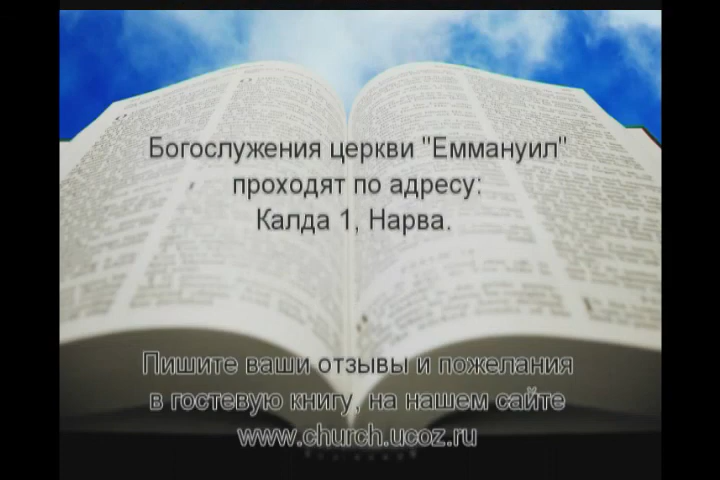 Богослужения церкви "Еммануил"
проходят по адресу:
Калда 1, Нарва.
Пишите ваши отзывы и пожелания
в гостевую книгу, на нашем сайте
www.church.ucoz.ru